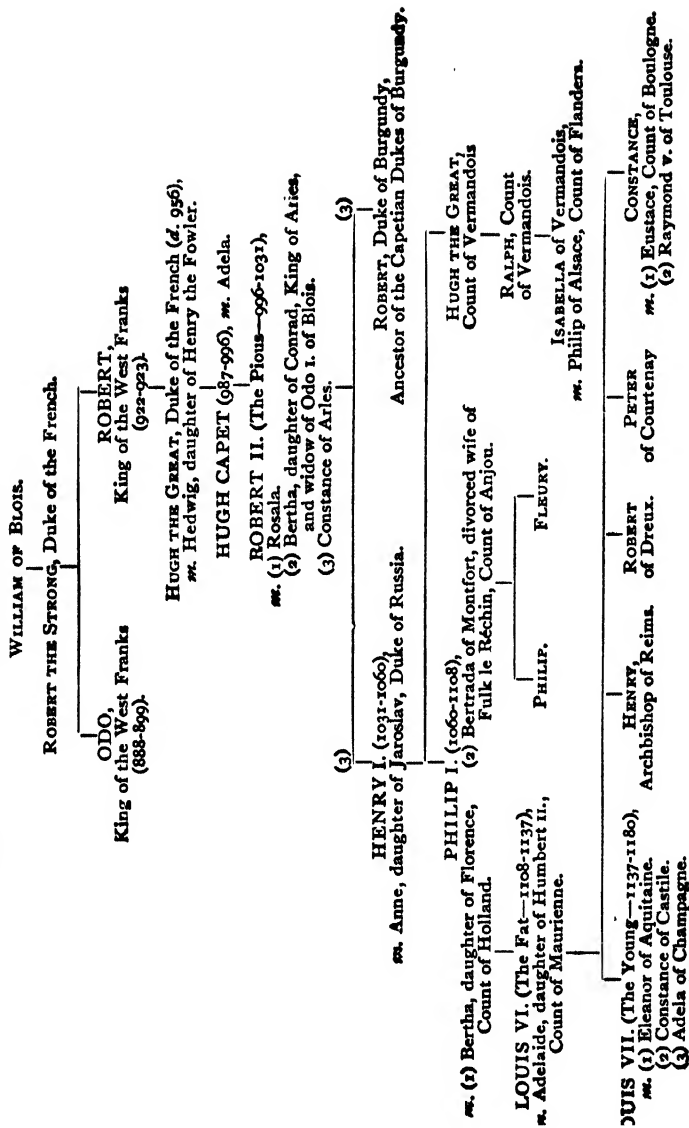 WILLIAM OF BLOIS.
ROBERT THE STRONG, Duke of the French.
ODO,
King of the West Franks
(888-899).
ROBERT,
King of the West Franks
(922-923).
HUGH THE GREAT, Duke of the French (d. 956),
m. Hedwig, daughter of Henry the Fowler.
HUGH CAPET (987-996), m. Adela.
ROBERT II. (The Pious—996-1031),
m. (1) Rosala.
(2) Bertha, daughter of Conrad, King of Aries,
and widow of Odo I. of Blois.
(3) Constance of Arles.
(3)
(3)
HENRY I. (1031-1060),
m. Anne, daughter of Jaroslav, Duke of Russia.
ROBERT, Duke of Burgundy,
Ancestor of the Capetian Dukes of Burgundy.
PHILIP I. (1060-1108),
m. (1) Bertha, daughter of Florence,
Count of Holland.
(2) Bertrada of Montfort, divorced wife of
Fulk le Réchin, Count of Anjou.
HUGH THE GREAT,
Count of Vermandois
LOUIS VI. (The Fat—1108-1137),
m. Adelaide, daughter of Humbert II.,
Count of Maurienne.
PHILIP.
FLEURY.
RALPH, Count
of Vermandois.
ISABELLA of Vermandois,
m. Philip of Alsace, Count of Flanders.
OUIS VII. (The Young—1137-1180),
m. (1) Eleanor of Aquitaine.
(2) Constance of Castile.
(3) Adela of Champagne.
HENRY,
Archbishop of Reims.
ROBERT
of Dreux.
PETER
of Courtenay
CONSTANCE,
m. (1) Eustace, Count of Boulogne.
(2) Raymond V. of Toulouse.